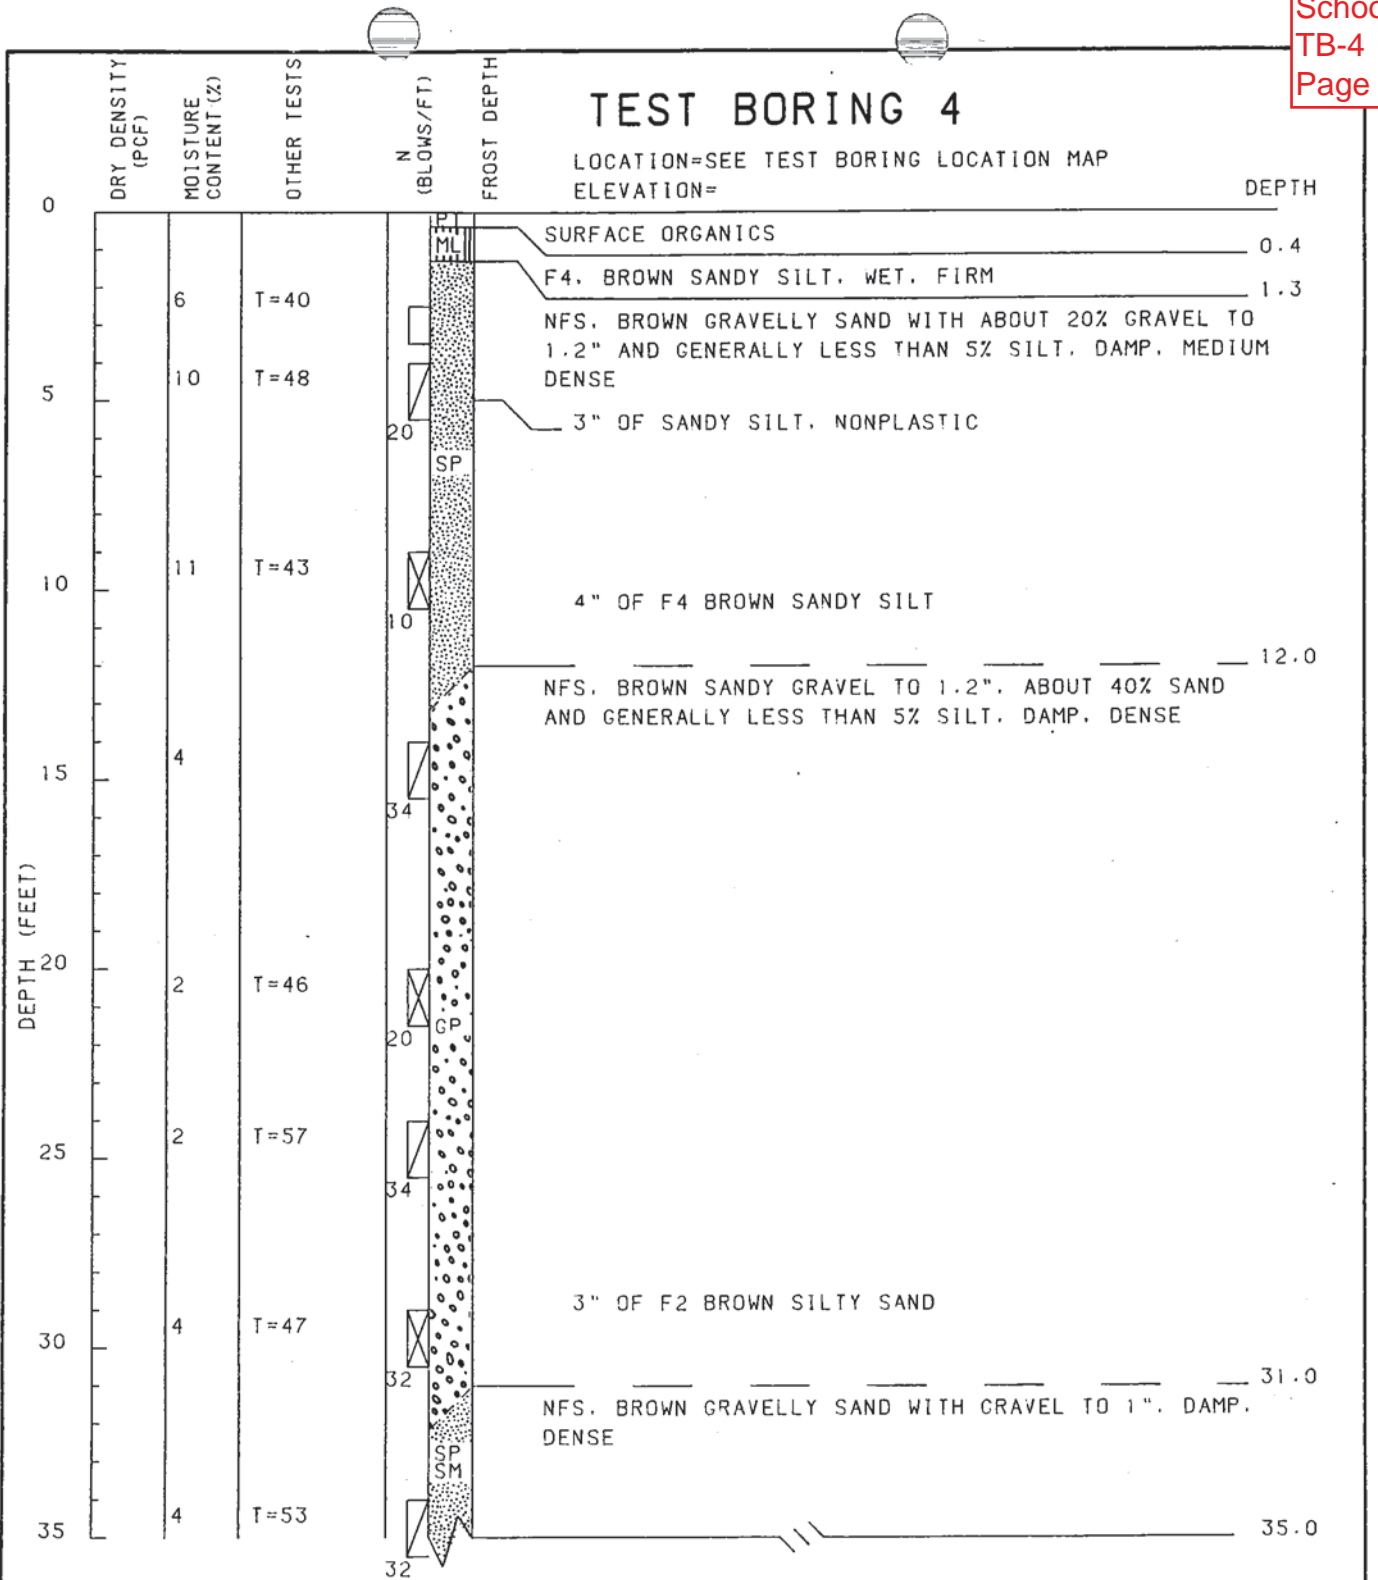 Schoo
TB-4
Page
DRY DENSITY
(PCF)
MOISTURE
CONTENT (%)
OTHER TESTS
N
(BLOWS/FT)
FROST DEPTH
TEST BORING 4
LOCATION=SEE TEST BORING LOCATION MAP
ELEVATION=
DEPTH
0
PT
SURFACE ORGANICS
0.4
ML
F4. BROWN SANDY SILT. WET. FIRM
1.3
6 T=40
NFS. BROWN GRAVELLY SAND WITH ABOUT 20% GRAVEL TO
1.2" AND GENERALLY LESS THAN 5% SILT. DAMP. MEDIUM
DENSE
10 T=48
5
3" OF SANDY SILT. NONPLASTIC
20
SP
11 T=43
10
4" OF F4 BROWN SANDY SILT
10
12.0
NFS. BROWN SANDY GRAVEL TO 1.2". ABOUT 40% SAND
AND GENERALLY LESS THAN 5% SILT. DAMP. DENSE
4
15
34
DEPTH (FEET)
20
2 T=46
GP
20
2 T=57
25
34
3" OF F2 BROWN SILTY SAND
4 T=47
30
32
31.0
NFS. BROWN GRAVELLY SAND WITH GRAVEL TO 1". DAMP.
DENSE
SP
SM
4 T=53
35
35.0
32